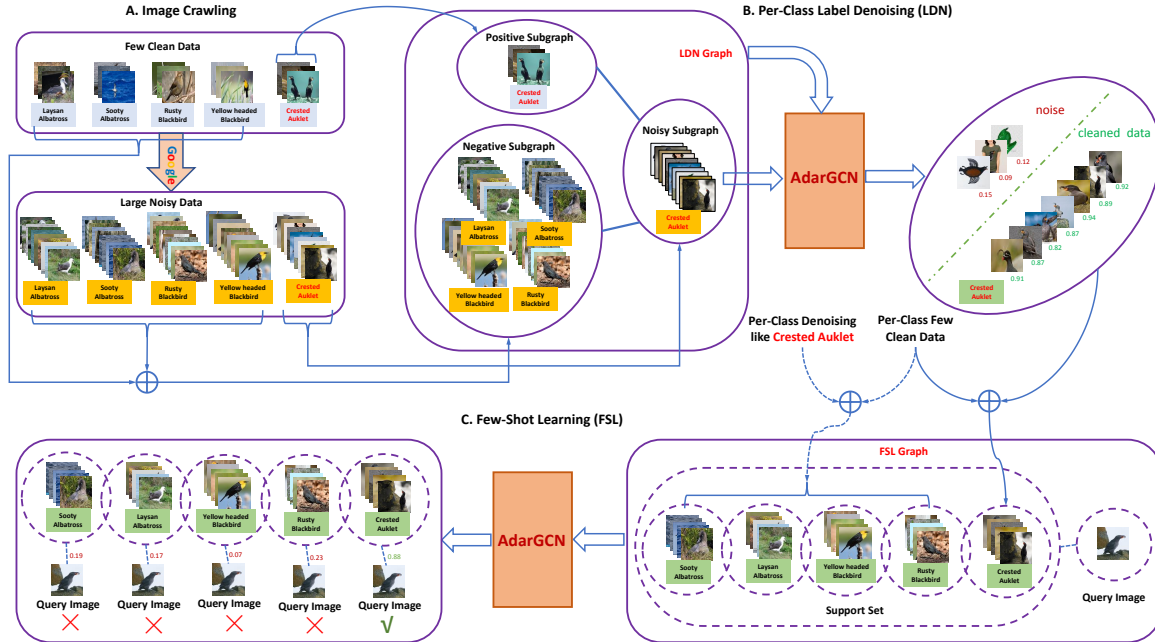 A. Image Crawling
Few Clean Data
Laysan
Albatross
Sooty
Albatross
Rusty
Blackbird
Yellow headed
Blackbird
Crested
Auklet
Google
Large Noisy Data
Laysan
Albatross
Sooty
Albatross
Rusty
Blackbird
Yellow headed
Blackbird
Crested
Auklet
B. Per-Class Label Denoising (LDN)
Positive Subgraph
Crested
Auklet
LDN Graph
Negative Subgraph
Laysan
Albatross
Sooty
Albatross
Yellow headed
Blackbird
Rusty
Blackbird
Noisy Subgraph
Crested
Auklet
AdarGCN
noise
cleaned data
0.12
0.09
0.15
0.92
0.89
0.94
0.87
0.82
0.87
0.91
Crested
Auklet
Per-Class Denoising
like Crested Auklet
Per-Class Few
Clean Data
C. Few-Shot Learning (FSL)
FSL Graph
Sooty
Albatross
Laysan
Albatross
Yellow headed
Blackbird
Rusty
Blackbird
Crested
Auklet
Support Set
Query Image
AdarGCN
Sooty
Albatross
Laysan
Albatross
Yellow headed
Blackbird
Rusty
Blackbird
Crested
Auklet
0.19
0.17
0.07
0.23
0.88
Query Image
Query Image
Query Image
Query Image
Query Image